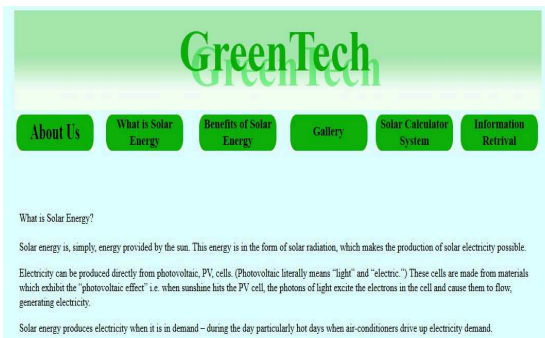 GreenTech
About Us
What is Solar
Energy
Benefits of Solar
Energy
Gallery
Solar Calculator
System
Information
Retrival
What is Solar Energy?
Solar energy is, simply, energy provided by the sun. This energy is in the form of solar radiation, which makes the production of solar electricity possible.
Electricity can be produced directly from photovoltaic, PV, cells. (Photovoltaic literally means “light” and “electric.”) These cells are made from materials
which exhibit the “photovoltaic effect” i.e. when sunshine hits the PV cell, the photons of light excite the electrons in the cell and cause them to flow,
generating electricity.
Solar energy produces electricity when it is in demand – during the day particularly hot days when air-conditioners drive up electricity demand.